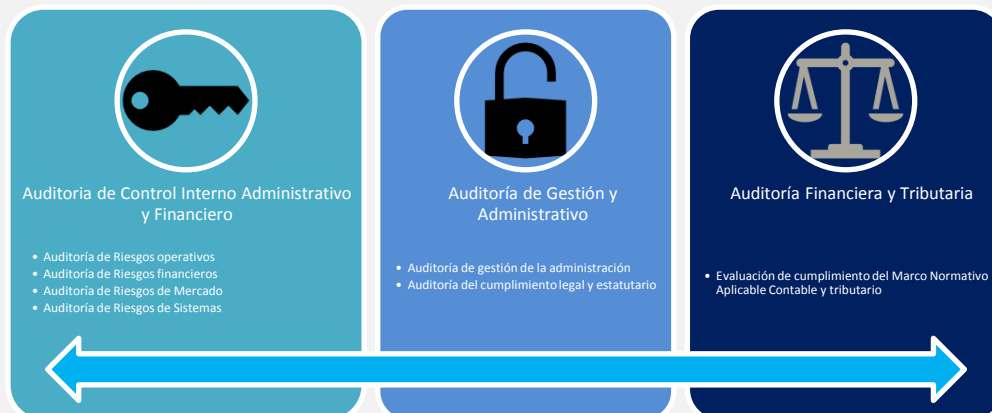 Auditoria de Control Interno Administrativo
y Financiero
• Auditoría de Riesgos operativos
• Auditoría de Riesgos financieros
• Auditoría de Riesgos de Mercado
• Auditoría de Riesgos de Sistemas
Auditoría de Gestión y
Administrativo
• Auditoría de gestión de la administración
• Auditoría del cumplimiento legal y estatutario
Auditoría Financiera y Tributaria
• Evaluación de cumplimiento del Marco Normativo
Aplicable Contable y tributario